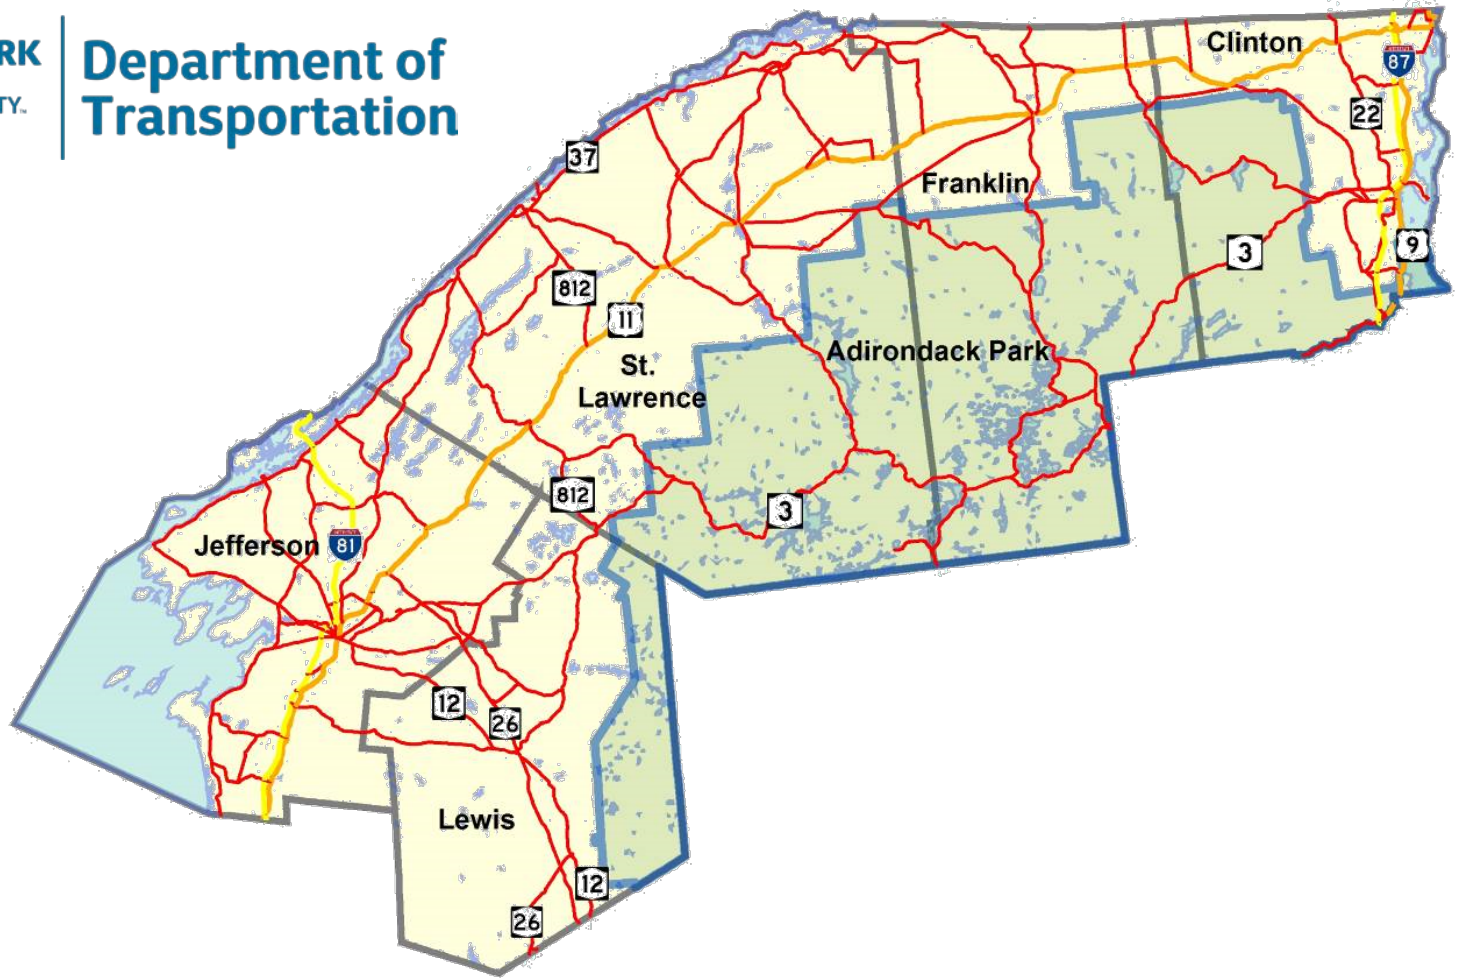 RK
TY™
Department of
Transportation
Clinton
87
22
37
Franklin
3
9
812
11
St.
Lawrence
Adirondack Park
812
3
Jefferson
81
12
26
Lewis
12
26